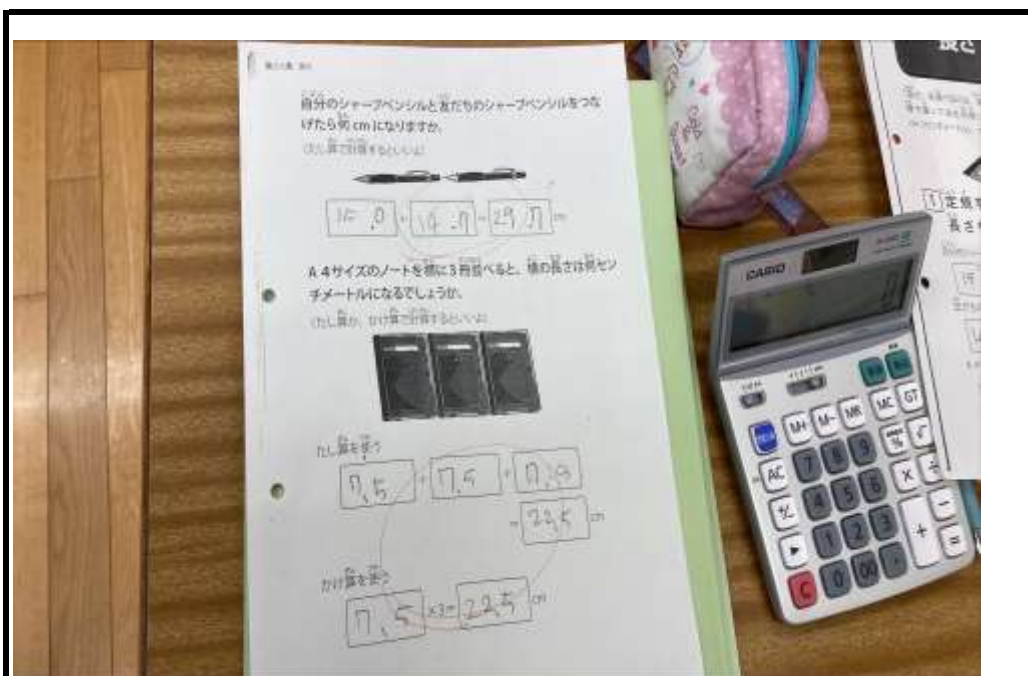 自分のシャープペンシルと友だちのシャープペンシルをつな
げたら何 cm になりますか。
(たし算で計算するといいよ)
15.0 + 14.7 = 29.7 cm
A 4サイズのノートを横に3冊並べると、横の長さは何セン
チメートルになるでしょうか。
(たし算か、かけ算で計算するといいよ)
たし算を使う
7.5 + 7.5 + 7.5
= 22.5 cm
かけ算を使う
7.5 ×3= 22.5 cm
長さ
1 定規
長さ
CASIO
M+ M- MR MC GT
AC 7 8 9 % √
4 5 6 × ÷
1 2 3 + -
C 0 00 . =